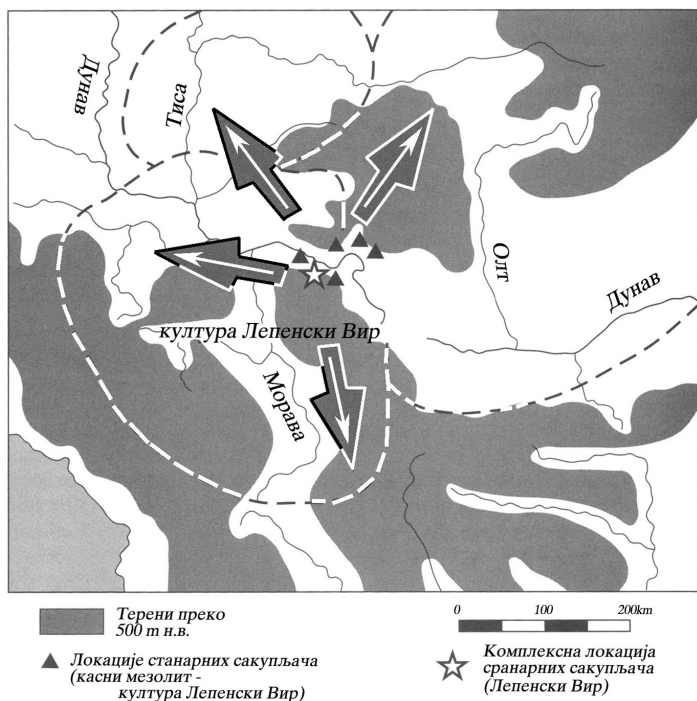 Дунав
Тиса
Олт
Дунав
култура Лепенски Вир
Морава
Терени преко
500 m н.в.
0 100 200km
Локације станарних сакупљача
(касни мезолит -
култура Лепенски Вир)
Комплексна локација
сранарних сакупљача
(Лепенски Вир)